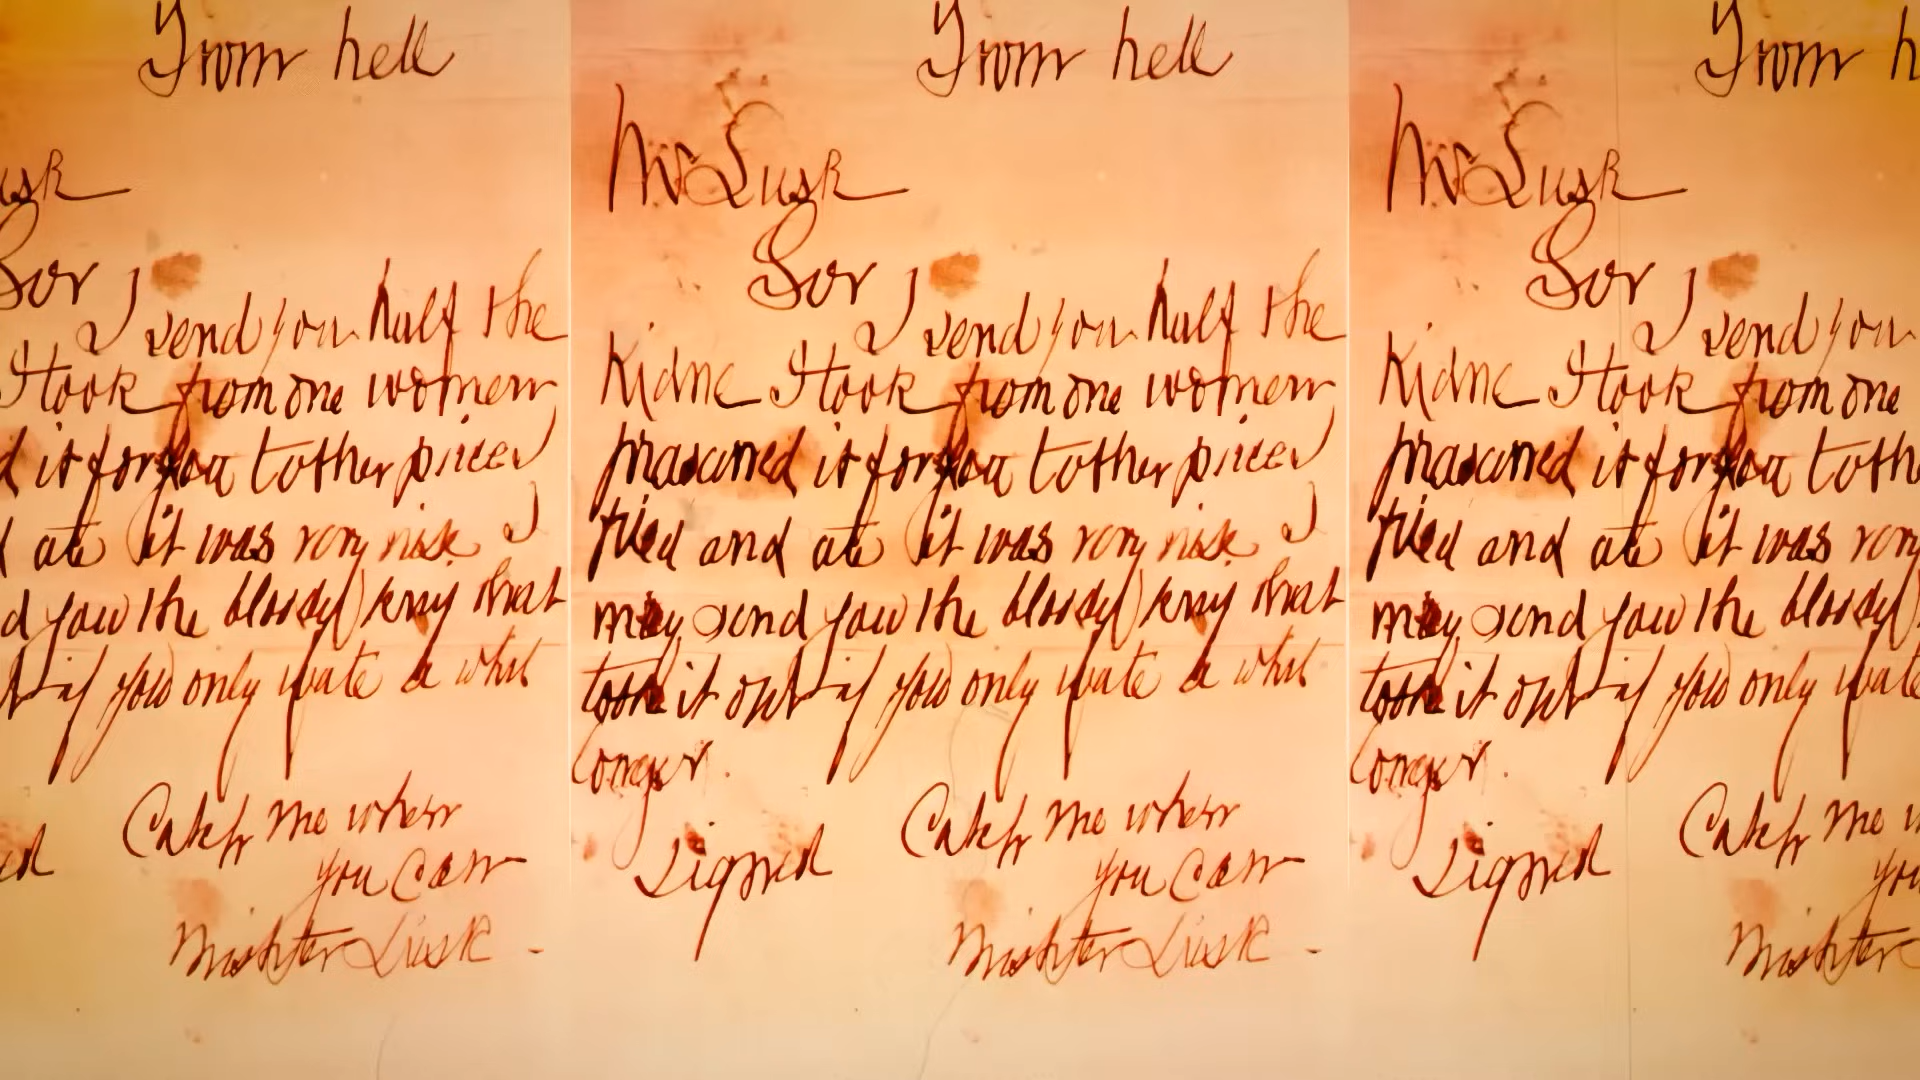 From hell
Mr Lusk
Sor
I send you half the
Kidne I took from one women
prasarved it for you tother piece I
fried and ate it was very nise I
may send you the bloody knif that
took it out if you only wate a whil
longer.
Signed
Catch me when
you Can
Mishter Lusk -